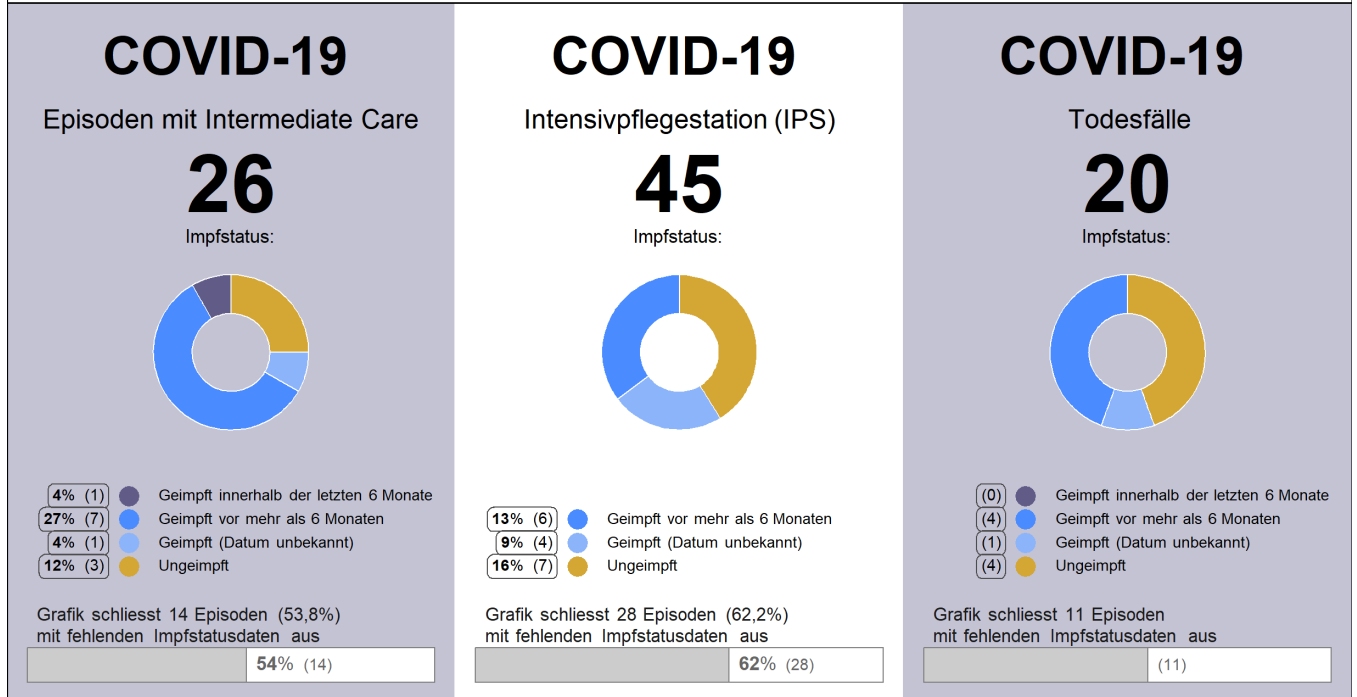 COVID-19
Episoden mit Intermediate Care
26
Impfstatus:
4% (1) Geimpft innerhalb der letzten 6 Monate
27% (7) Geimpft vor mehr als 6 Monaten
4% (1) Geimpft (Datum unbekannt)
12% (3) Ungeimpft
Grafik schliesst 14 Episoden (53,8%)
mit fehlenden Impfstatusdaten aus
54% (14)
COVID-19
Intensivpflegestation (IPS)
45
Impfstatus:
13% (6) Geimpft vor mehr als 6 Monaten
9% (4) Geimpft (Datum unbekannt)
16% (7) Ungeimpft
Grafik schliesst 28 Episoden (62,2%)
mit fehlenden Impfstatusdaten aus
62% (28)
COVID-19
Todesfälle
20
Impfstatus:
(0) Geimpft innerhalb der letzten 6 Monate
(4) Geimpft vor mehr als 6 Monaten
(1) Geimpft (Datum unbekannt)
(4) Ungeimpft
Grafik schliesst 11 Episoden
mit fehlenden Impfstatusdaten aus
(11)